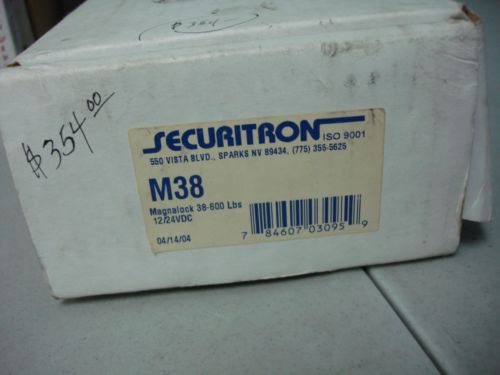 $354.-
$354.00
SECURITRON ISO 9001
550 VISTA BLVD., SPARKS NV 89434, (775) 355-5625
M38
Magnalock 38-600 Lbs
12/24VDC
04/14/04
7 84607 03095 9